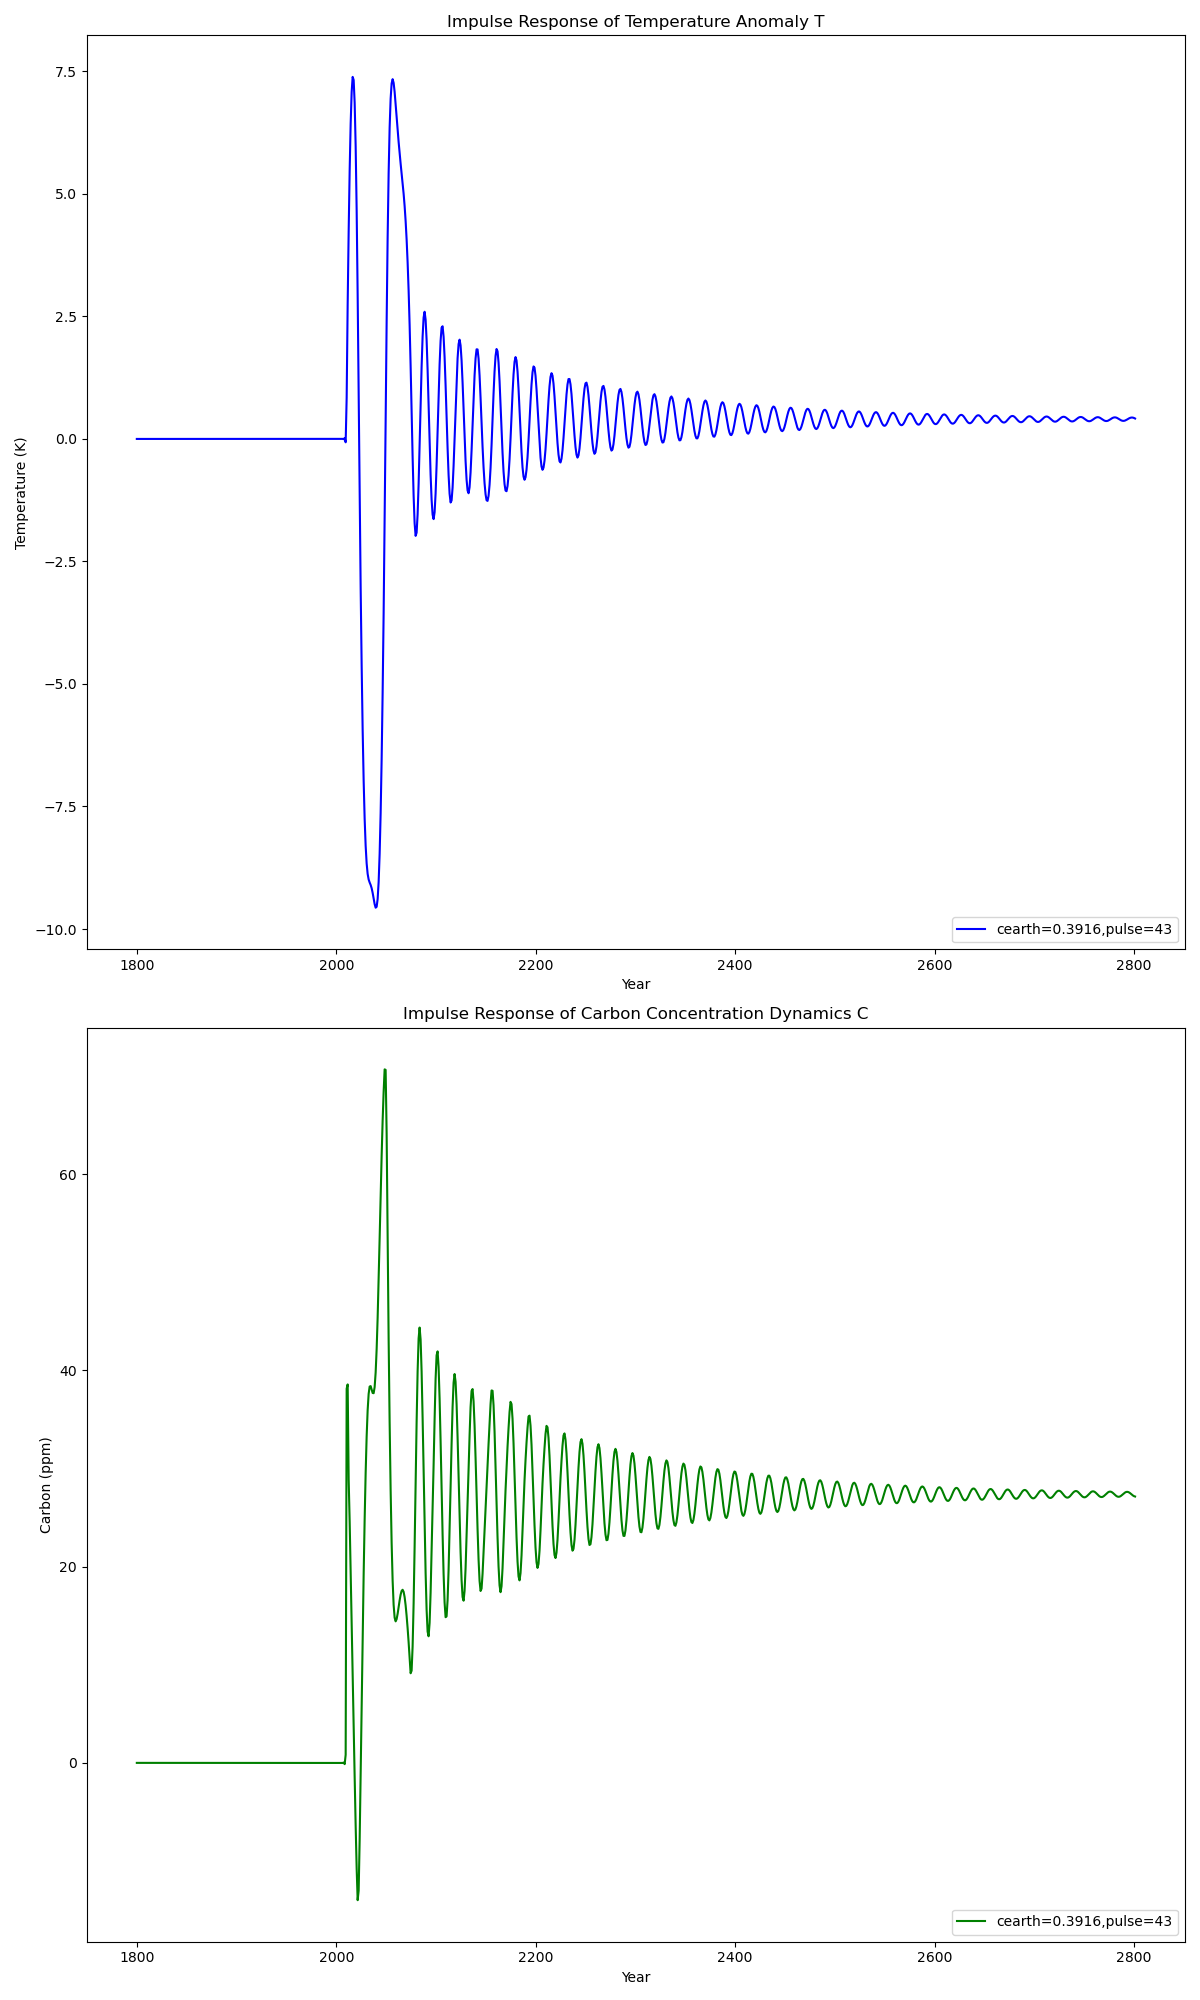 Impulse Response of Temperature Anomaly T
7.5
5.0
2.5
0.0
−2.5
−5.0
−7.5
−10.0
Temperature (K)
cearth=0.3916,pulse=43
1800 2000 2200 2400 2600 2800
Year
Impulse Response of Carbon Concentration Dynamics C
60
40
20
0
Carbon (ppm)
cearth=0.3916,pulse=43
1800 2000 2200 2400 2600 2800
Year